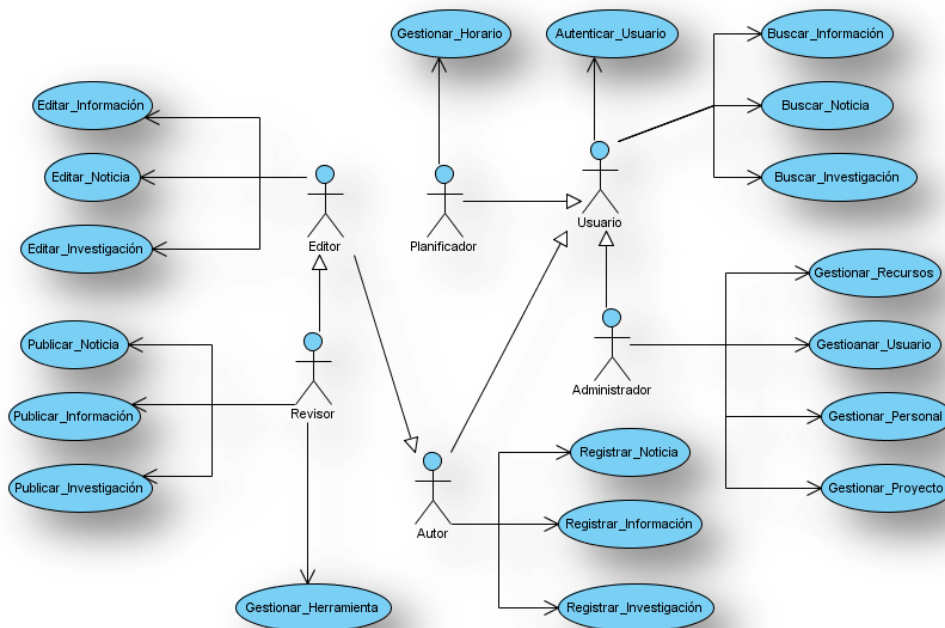 Gestionar_Horario
Autenticar_Usuario
Buscar_Información
Editar_Información
Buscar_Noticia
Editar_Noticia
Buscar_Investigación
Usuario
Editar_Investigación
Editor
Planificador
Gestionar_Recursos
Publicar_Noticia
Gestioanar_Usuario
Administrador
Revisor
Publicar_Información
Gestionar_Personal
Registrar_Noticia
Publicar_Investigación
Gestionar_Proyecto
Registrar_Información
Autor
Gestionar_Herramienta
Registrar_Investigación